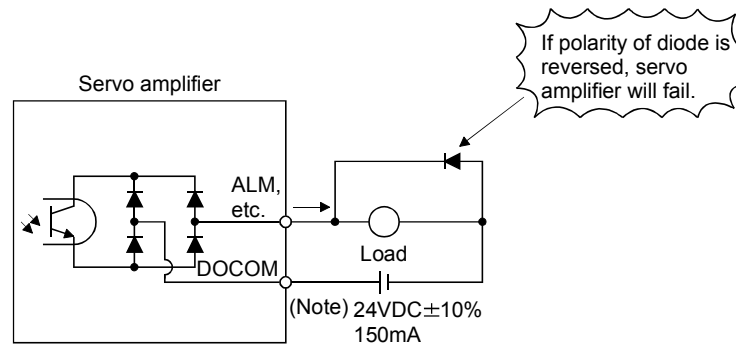 If polarity of diode is
reversed, servo
amplifier will fail.
Servo amplifier
ALM,
etc.
Load
DOCOM
(Note) 24VDC±10%
150mA